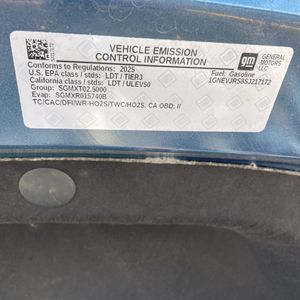 VEHICLE EMISSION
CONTROL INFORMATION
gm
GENERAL
MOTORS LLC
Conforms to Regulations: 2025
U.S. EPA class / stds: LDT / TIER3
California class / stds: LDT / ULEV50
Group: SGMXT02.5000
Evap: SGMXR015740B
TC/CAC/DFI/WR-HO2S/TWC/HO2S, CA OBD: II
Fuel: Gasoline